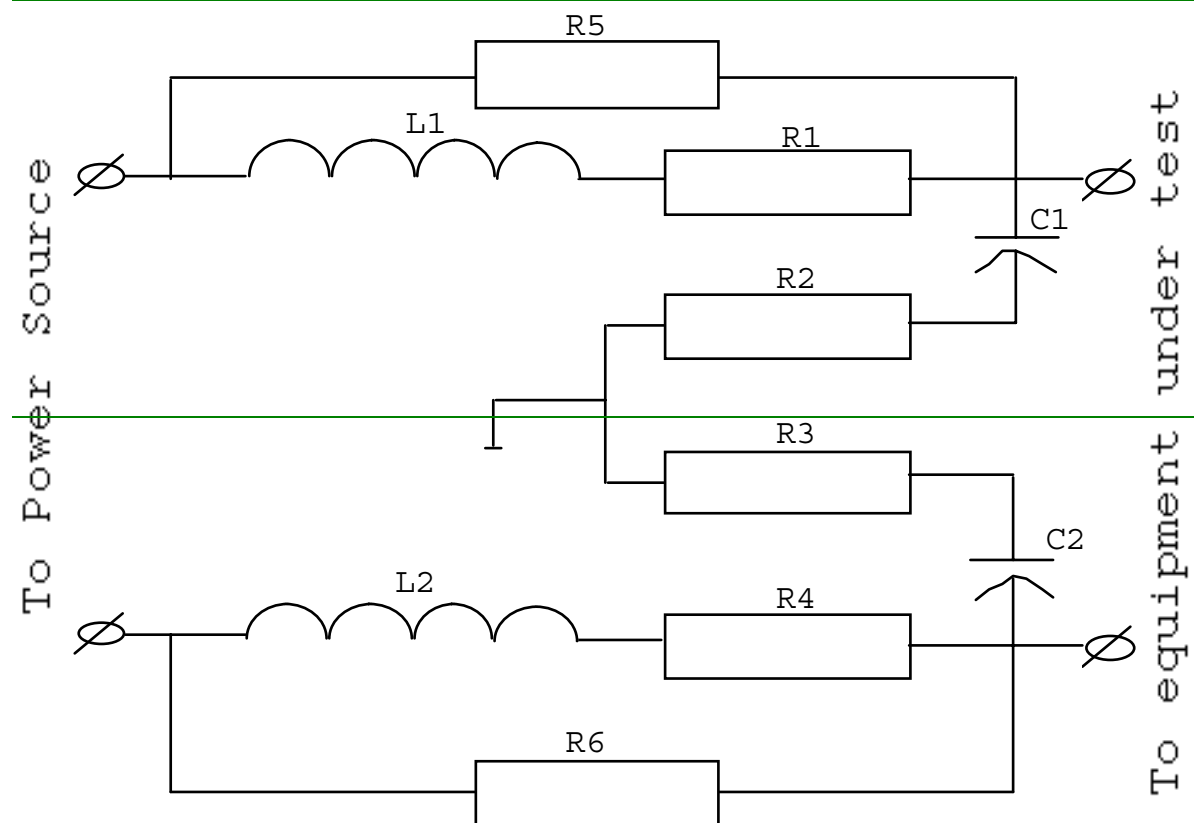 R5
L1
R1
C1
R2
R3
C2
L2
R4
R6
To Power Source
To equipment under test